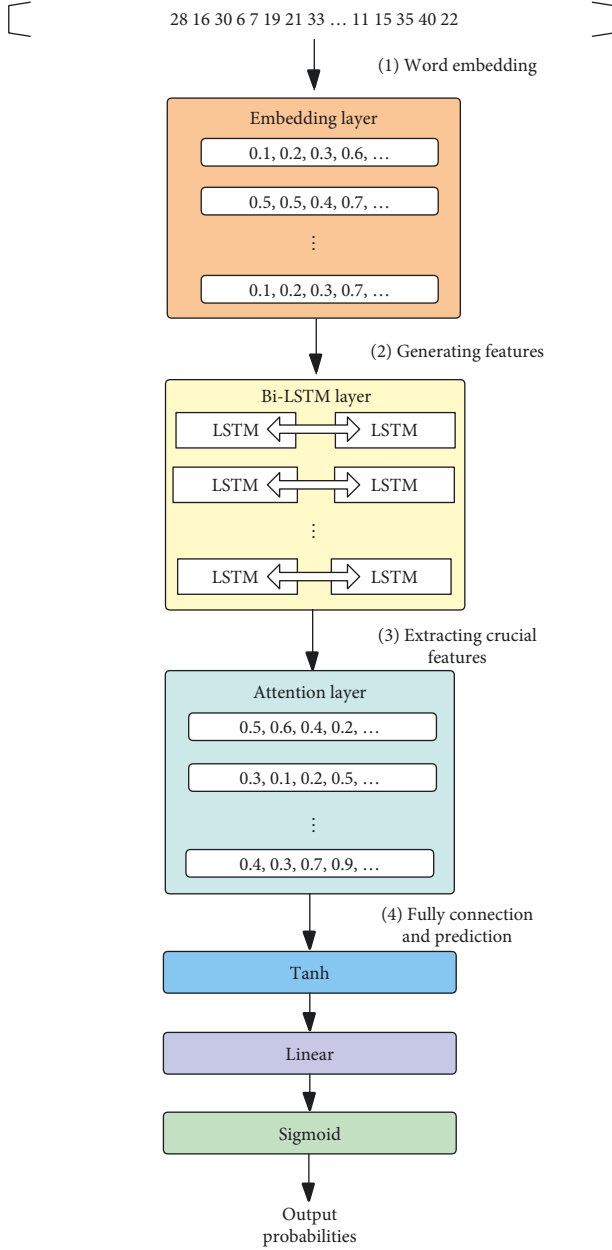 28 16 30 6 7 19 21 33 … 11 15 35 40 22
(1) Word embedding
Embedding layer
0.1, 0.2, 0.3, 0.6, …
0.5, 0.5, 0.4, 0.7, …
⋮
0.1, 0.2, 0.3, 0.7, …
(2) Generating features
Bi-LSTM layer
LSTM LSTM
LSTM LSTM
⋮
LSTM LSTM
(3) Extracting crucial
features
Attention layer
0.5, 0.6, 0.4, 0.2, …
0.3, 0.1, 0.2, 0.5, …
⋮
0.4, 0.3, 0.7, 0.9, …
(4) Fully connection
and prediction
Tanh
Linear
Sigmoid
Output
probabilities